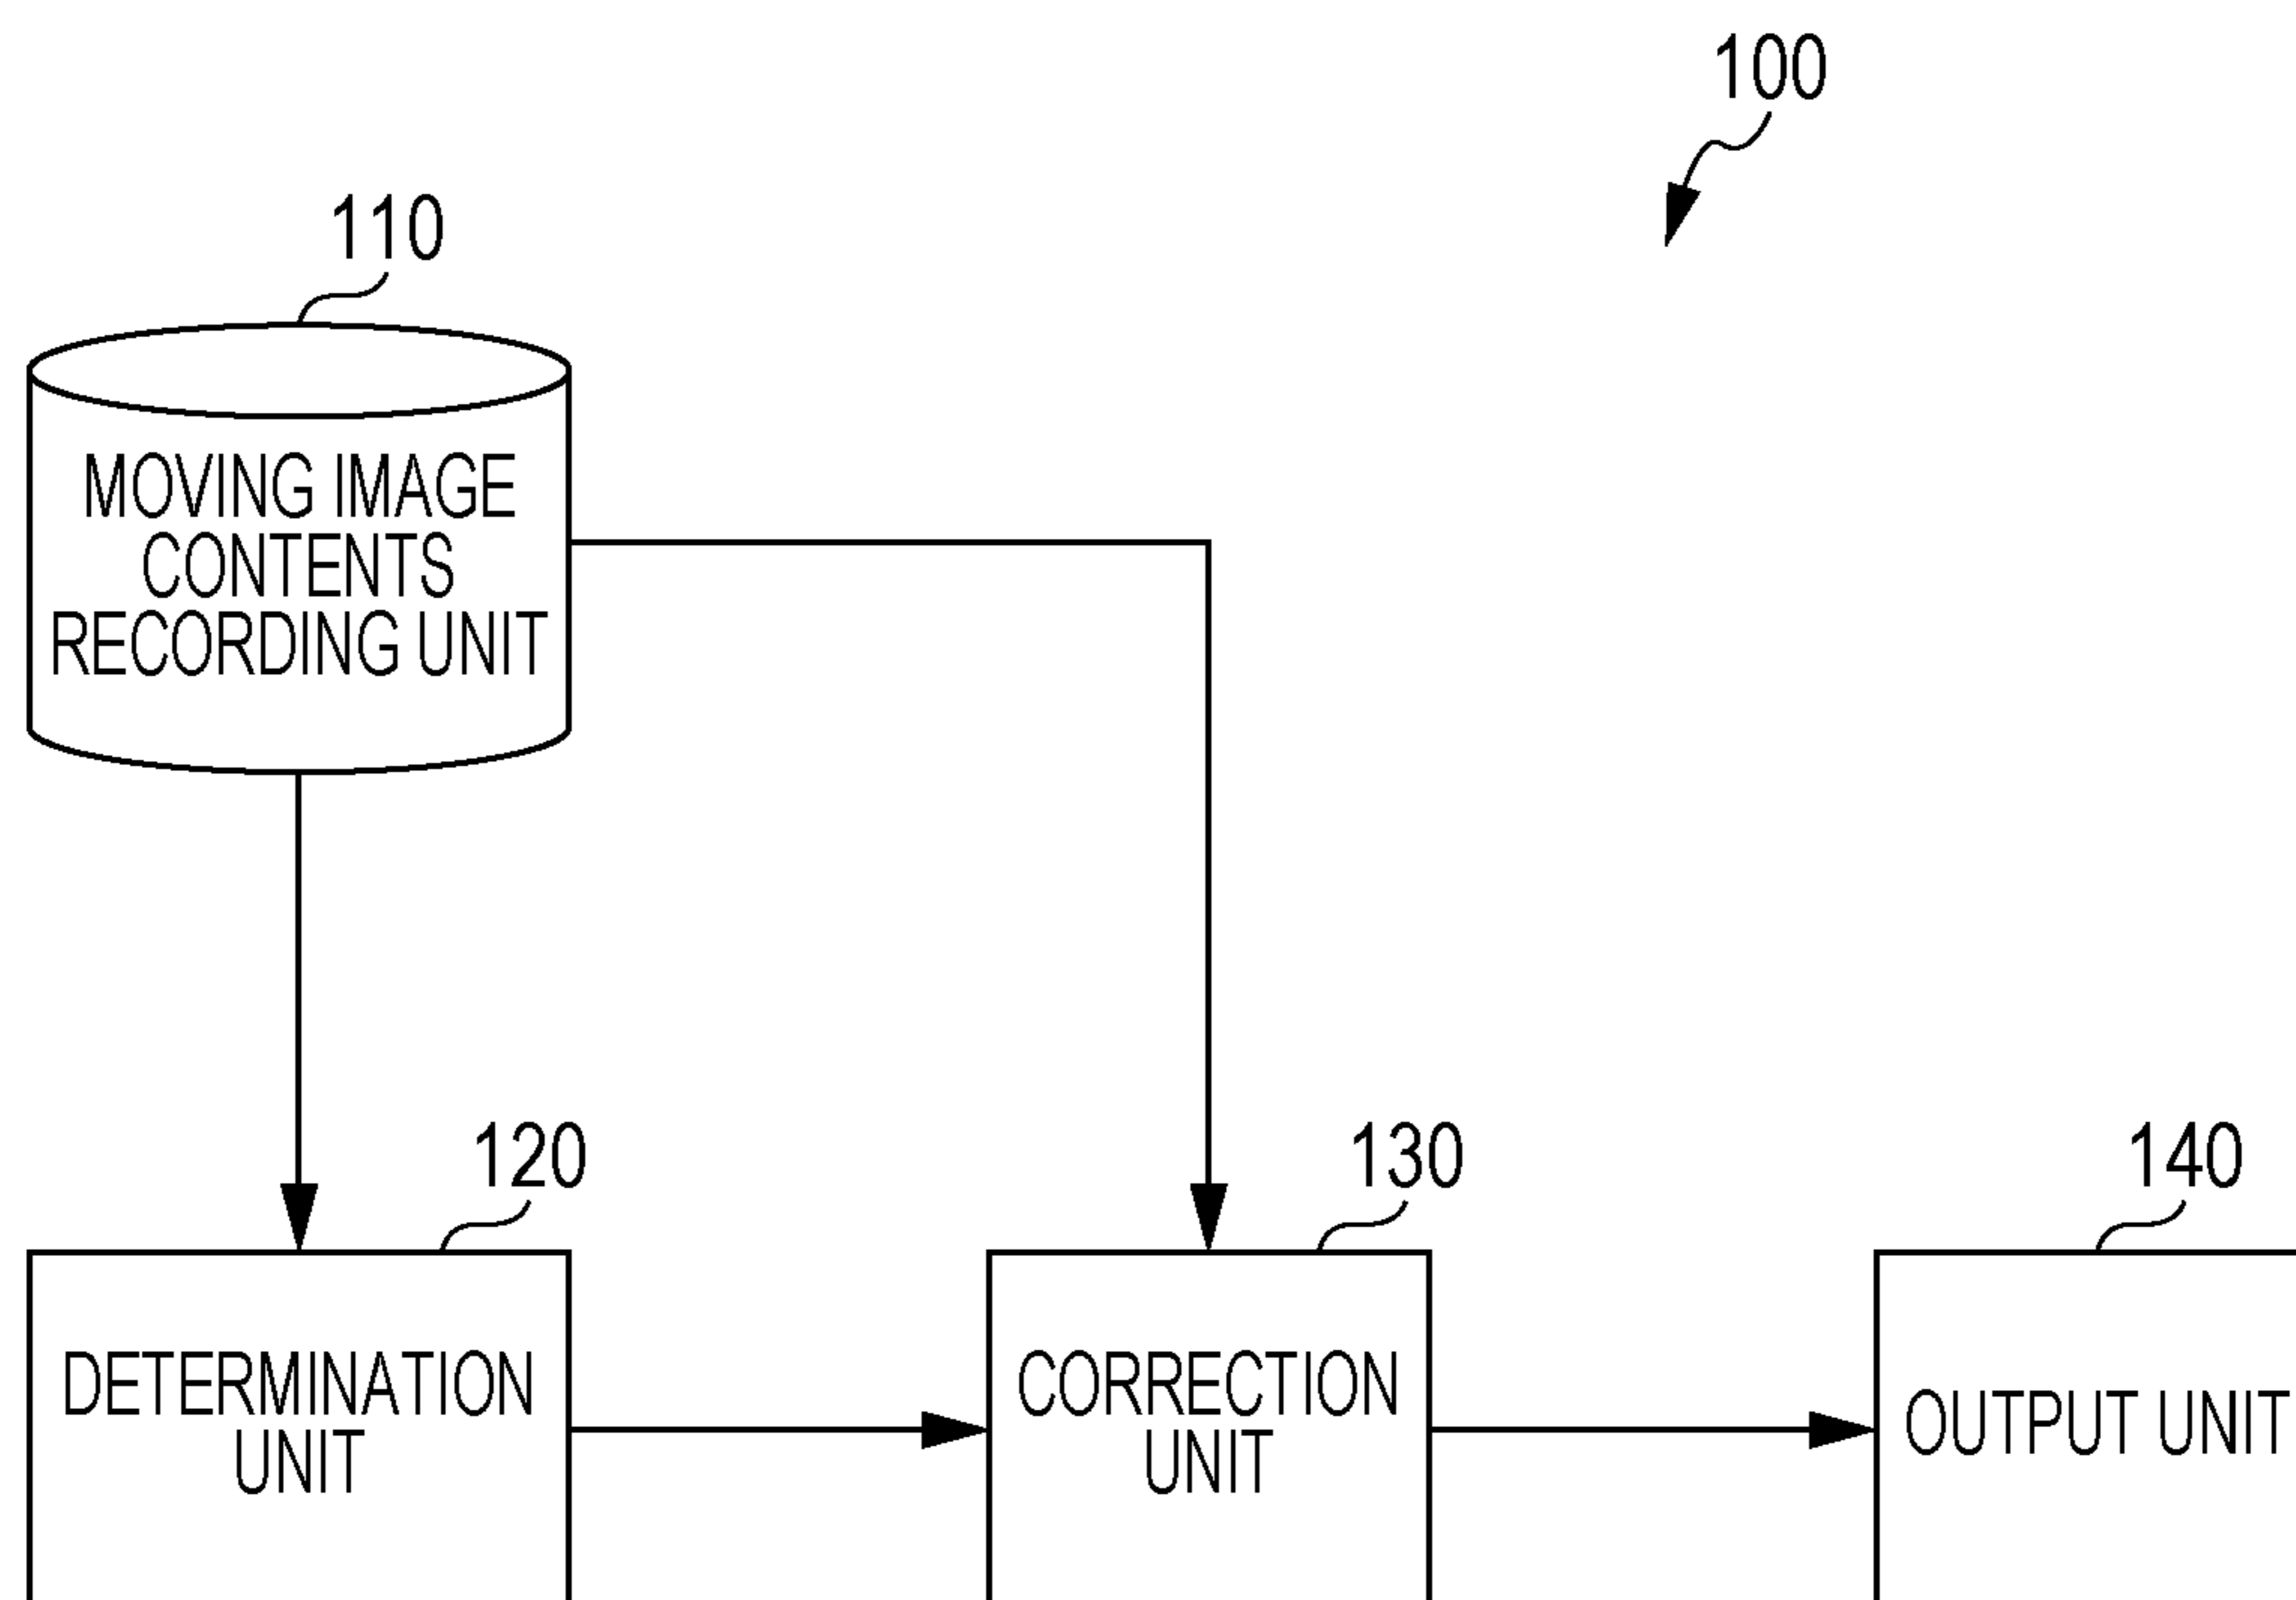 100
110
MOVING IMAGE
CONTENTS
RECORDING UNIT
120
130
140
DETERMINATION
UNIT
CORRECTION
UNIT
OUTPUT UNIT